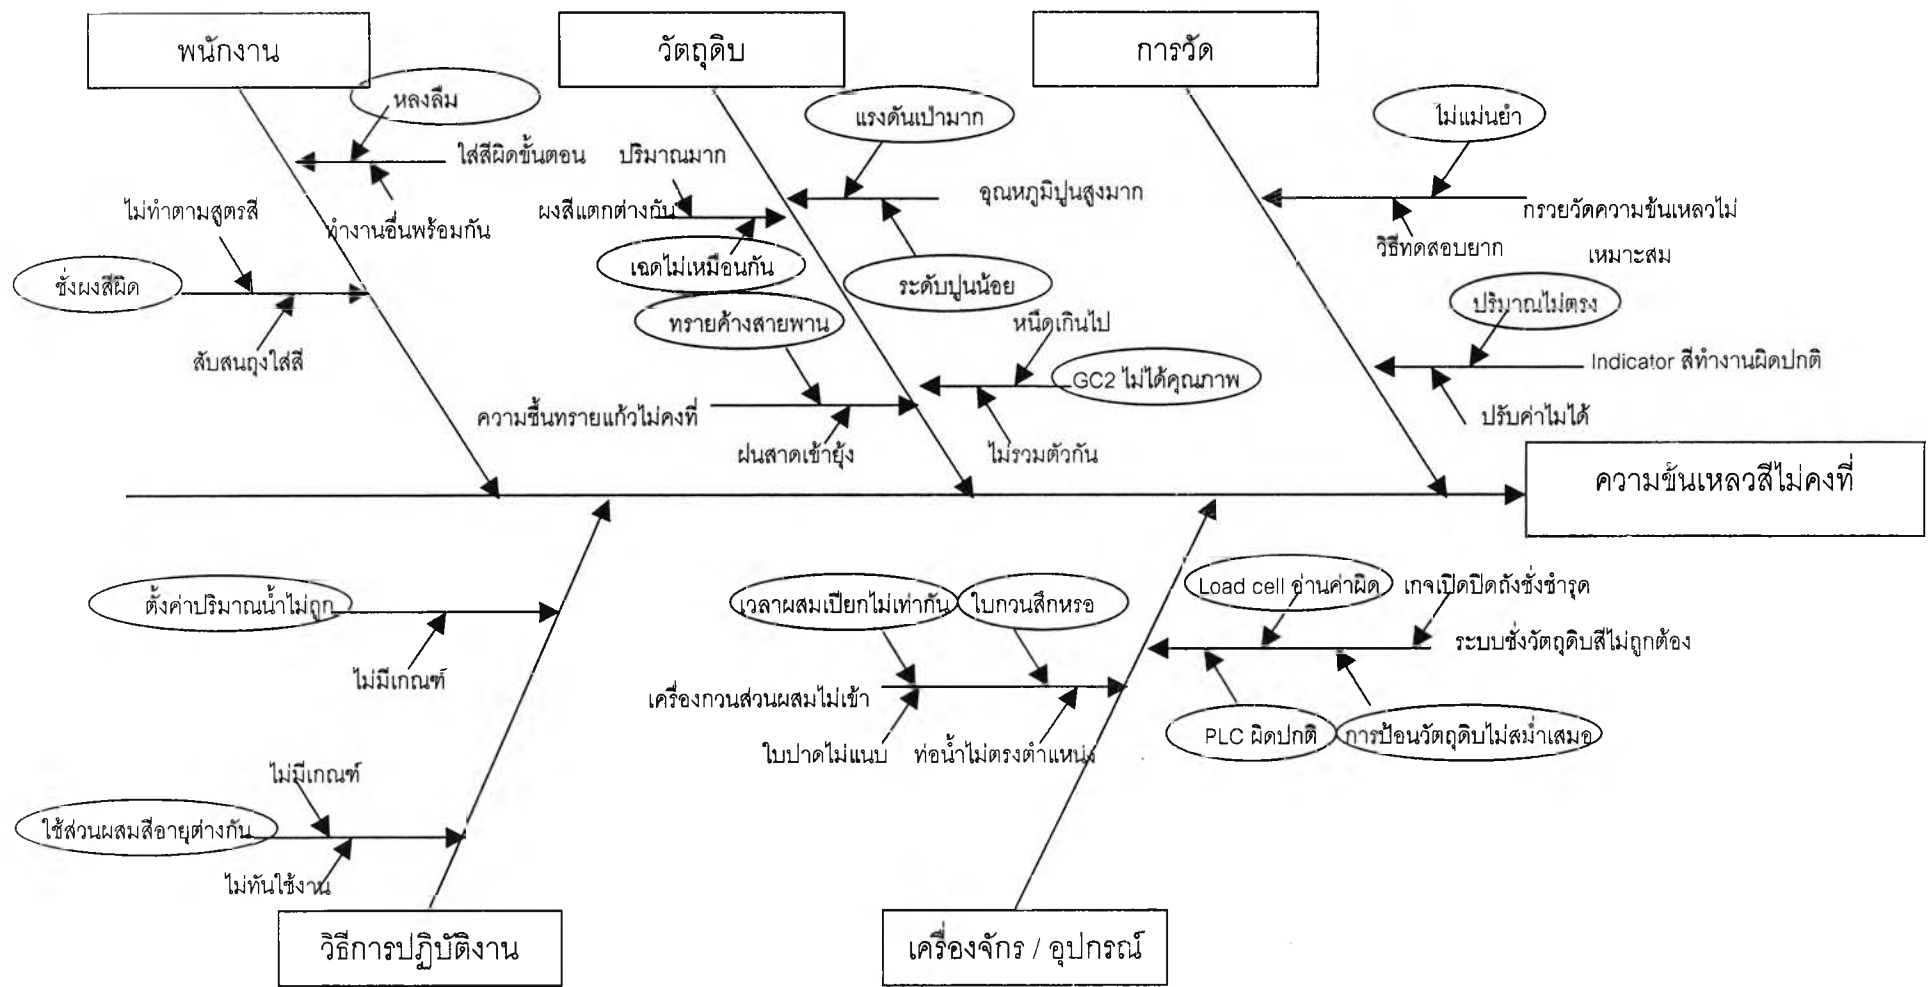 พนักงาน
วัตถุดิบ
การวัด
หลงลืม
แรงดันเป่ามาก
ไม่แม่นยำ
ใส่สีผิดขั้นตอน
ปริมาณมาก
อุณหภูมิปูนสูงมาก
ไม่ทำตามสูตรสี
ผงสีแตกต่างกัน
กรวยวัดความข้นเหลวไม่
เหมาะสม
ทำงานอื่นพร้อมกัน
วิธีทดสอบยาก
ชั่งผงสีผิด
เฉดไม่เหมือนกัน
ระดับปูนน้อย
ปริมาณไม่ตรง
ทรายค้างสายพาน
หนืดเกินไป
สับสนถุงใส่สี
GC2 ไม่ได้คุณภาพ
Indicator สีทำงานผิดปกติ
ความชื้นทรายแก้วไม่คงที่
ปรับค่าไมได้
ฝนสาดเข้ายุ้ง
ไม่รวมตัวกัน
ความข้นเหลวสีไม่คงที่
ตั้งค่าปริมาณน้ำไม่ถูก
เวลาผสมเปียกไม่เท่ากัน
ใบกวนสึกหรอ
Load cell อ่านค่าผิด
เกจเปิดปิดถังชั่งชำรุด
ระบบชั่งวัตถุดิบสีไม่ถูกต้อง
ไม่มีเกณฑ์
เครื่องกวนส่วนผสมไม่เข้า
ใบปาดไม่แนบ
ท่อน้ำไม่ตรงตำแหน่ง
PLC ผิดปกติ
การป้อนวัตถุดิบไม่สม่ำเสมอ
ไม่มีเกณฑ์
ใช้ส่วนผสมสีอายุต่างกัน
ไม่ทันใช้งาน
วิธีการปฏิบัติงาน
เครื่องจักร / อุปกรณ์